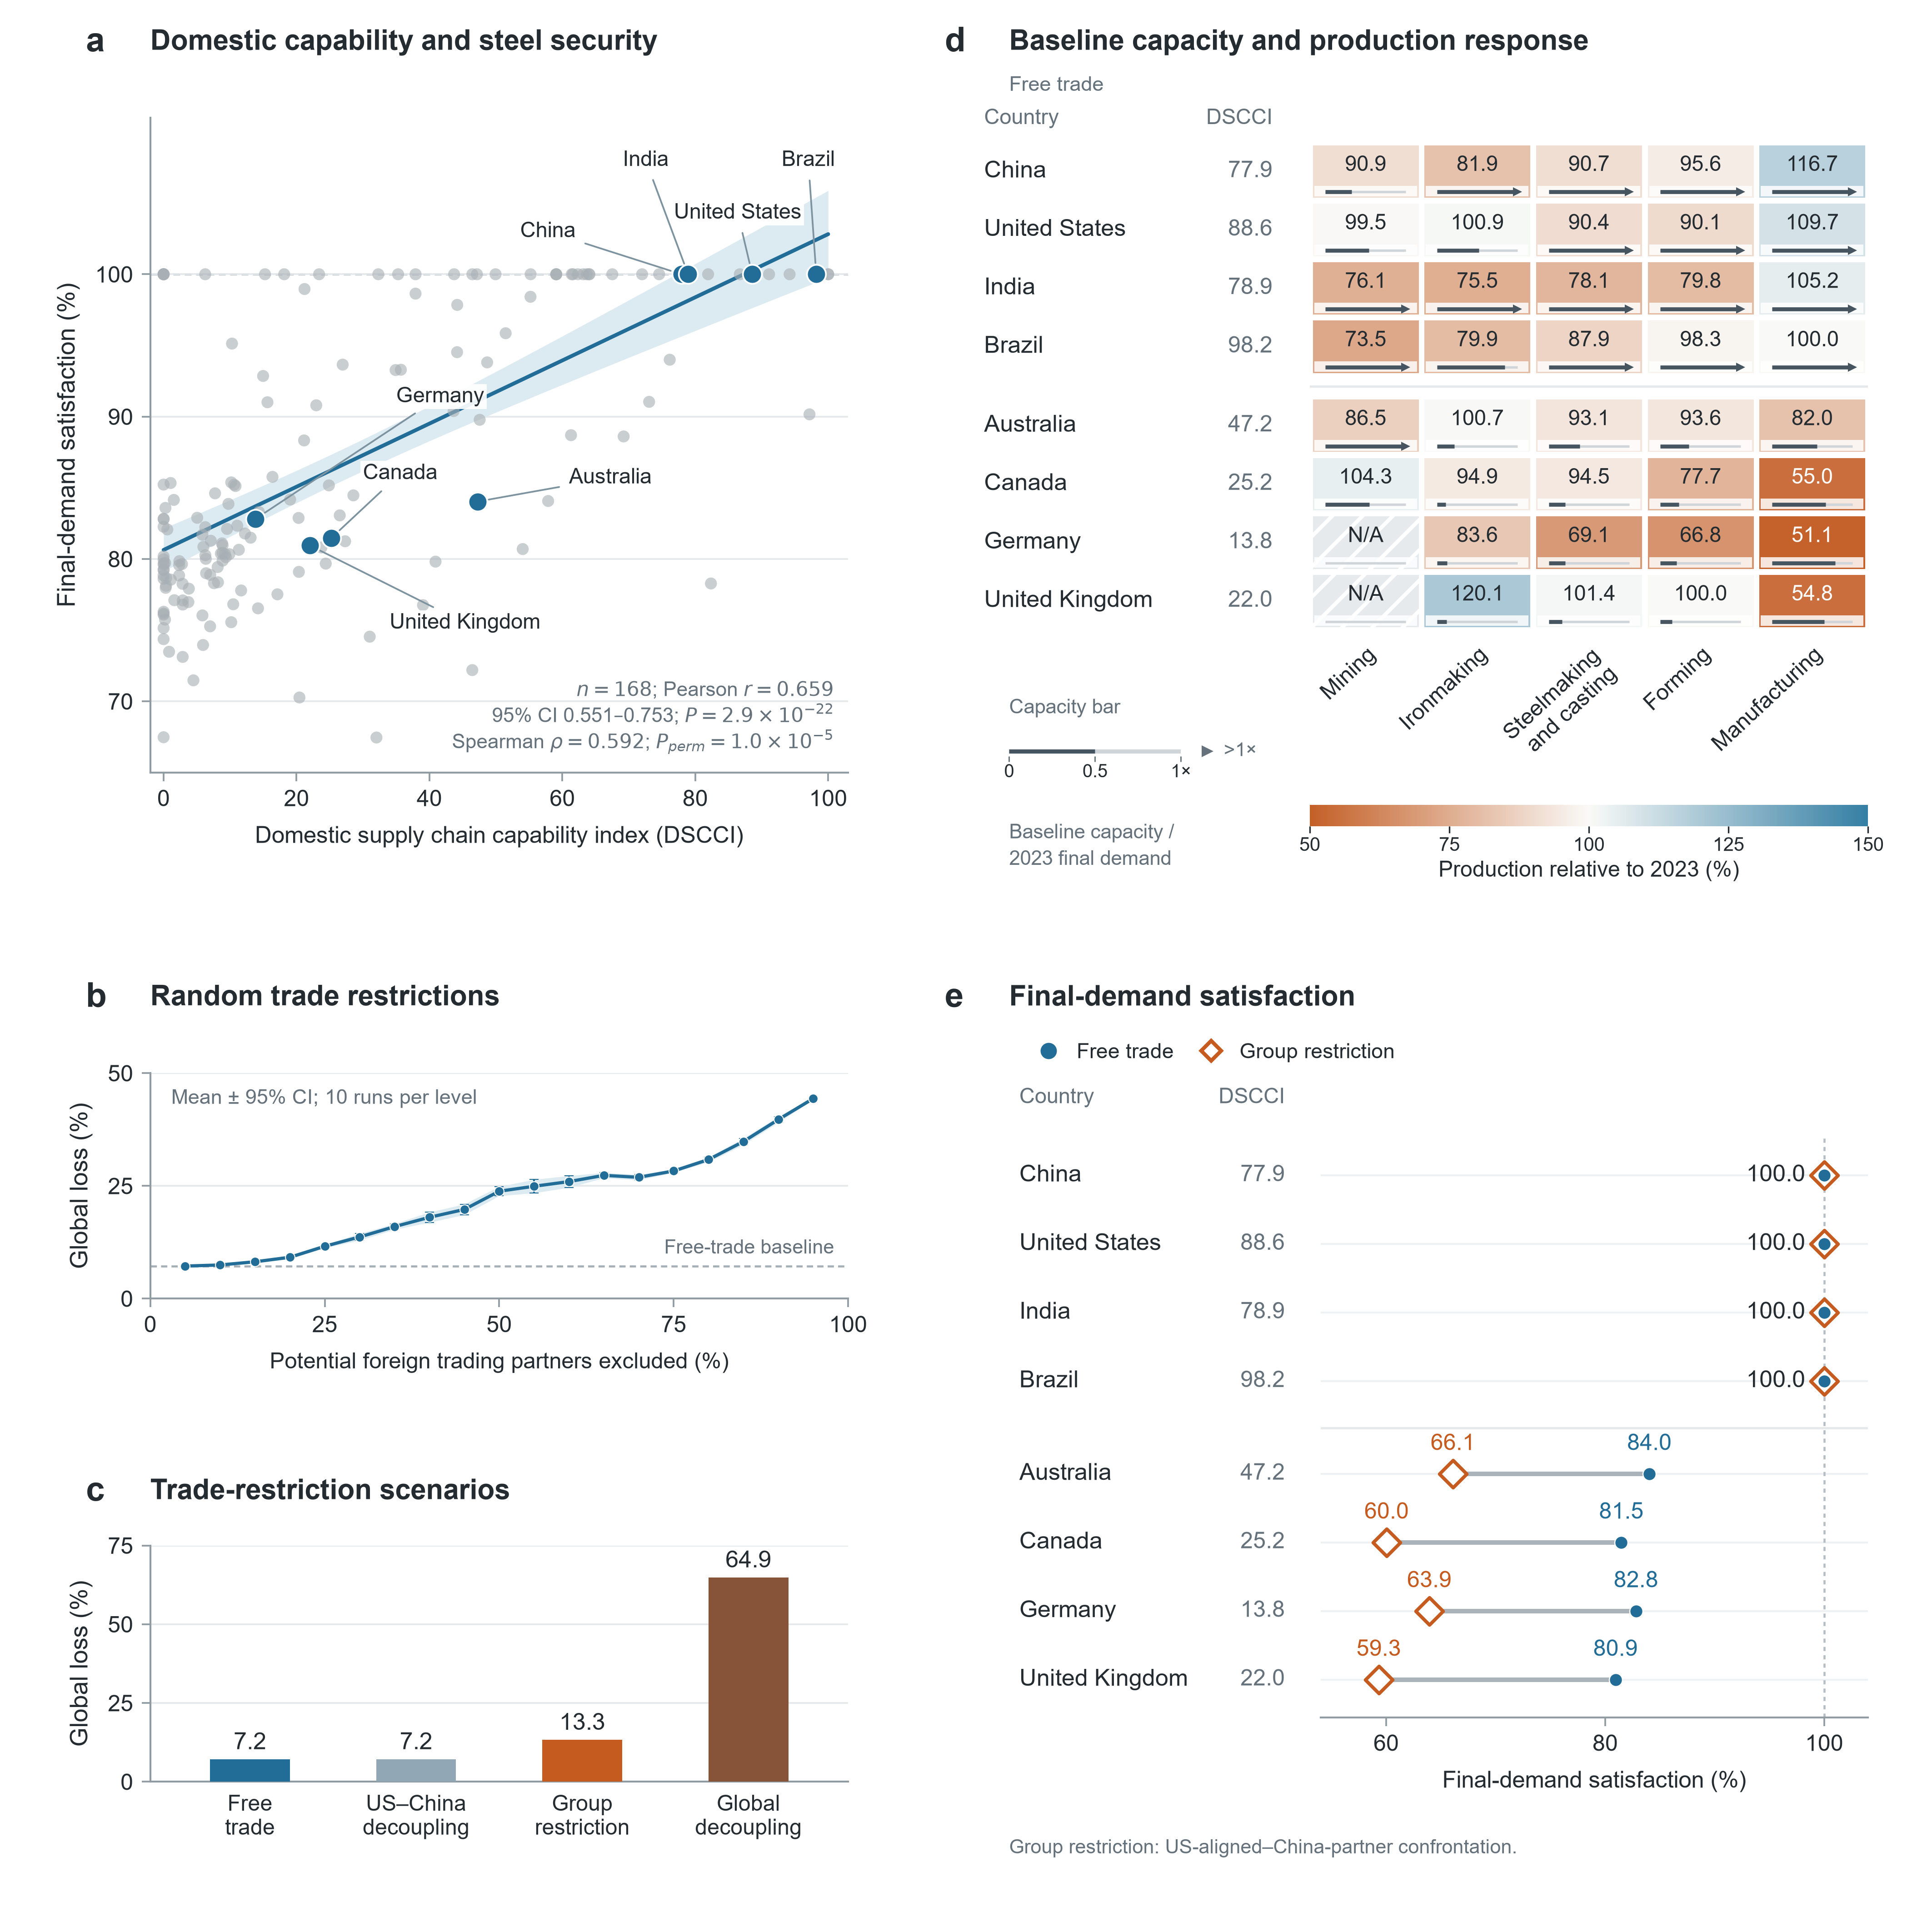 a Domestic capability and steel security
Final-demand satisfaction (%)
100
90
80
70
India
Brazil
United States
China
Germany
Canada
Australia
United Kingdom
n = 168; Pearson r = 0.659
95% CI 0.551–0.753; P = 2.9 × 10⁻²²
Spearman ρ = 0.592; P_perm = 1.0 × 10⁻⁵
0 20 40 60 80 100
Domestic supply chain capability index (DSCCI)
b Random trade restrictions
Global loss (%)
50
25
0
Mean ± 95% CI; 10 runs per level
Free-trade baseline
0 25 50 75 100
Potential foreign trading partners excluded (%)
c Trade-restriction scenarios
Global loss (%)
75
50
25
0
7.2 7.2 13.3 64.9
Free
trade
US–China
decoupling
Group
restriction
Global
decoupling
d Baseline capacity and production response
Free trade
Country DSCCI
China 77.9 90.9 81.9 90.7 95.6 116.7
United States 88.6 99.5 100.9 90.4 90.1 109.7
India 78.9 76.1 75.5 78.1 79.8 105.2
Brazil 98.2 73.5 79.9 87.9 98.3 100.0
Australia 47.2 86.5 100.7 93.1 93.6 82.0
Canada 25.2 104.3 94.9 94.5 77.7 55.0
Germany 13.8 N/A 83.6 69.1 66.8 51.1
United Kingdom 22.0 N/A 120.1 101.4 100.0 54.8
Mining
Ironmaking
Steelmaking
and casting
Forming
Manufacturing
Capacity bar
0 0.5 1× ▶ >1×
Baseline capacity /
2023 final demand
50 75 100 125 150
Production relative to 2023 (%)
e Final-demand satisfaction
Free trade Group restriction
Country DSCCI
China 77.9 100.0
United States 88.6 100.0
India 78.9 100.0
Brazil 98.2 100.0
Australia 47.2 66.1 84.0
Canada 25.2 60.0 81.5
Germany 13.8 63.9 82.8
United Kingdom 22.0 59.3 80.9
60 80 100
Final-demand satisfaction (%)
Group restriction: US-aligned–China-partner confrontation.